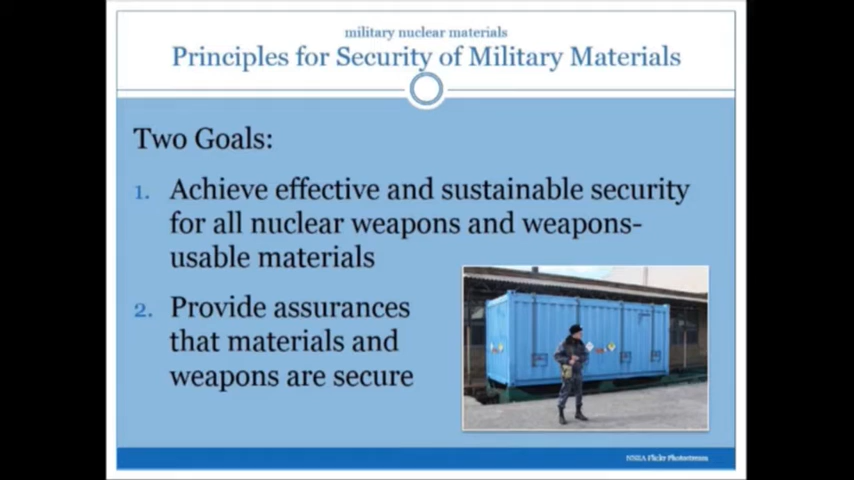 military nuclear materials
Principles for Security of Military Materials
Two Goals:
1. Achieve effective and sustainable security
for all nuclear weapons and weapons-
usable materials
2. Provide assurances
that materials and
weapons are secure
NNSA Flickr Photostream